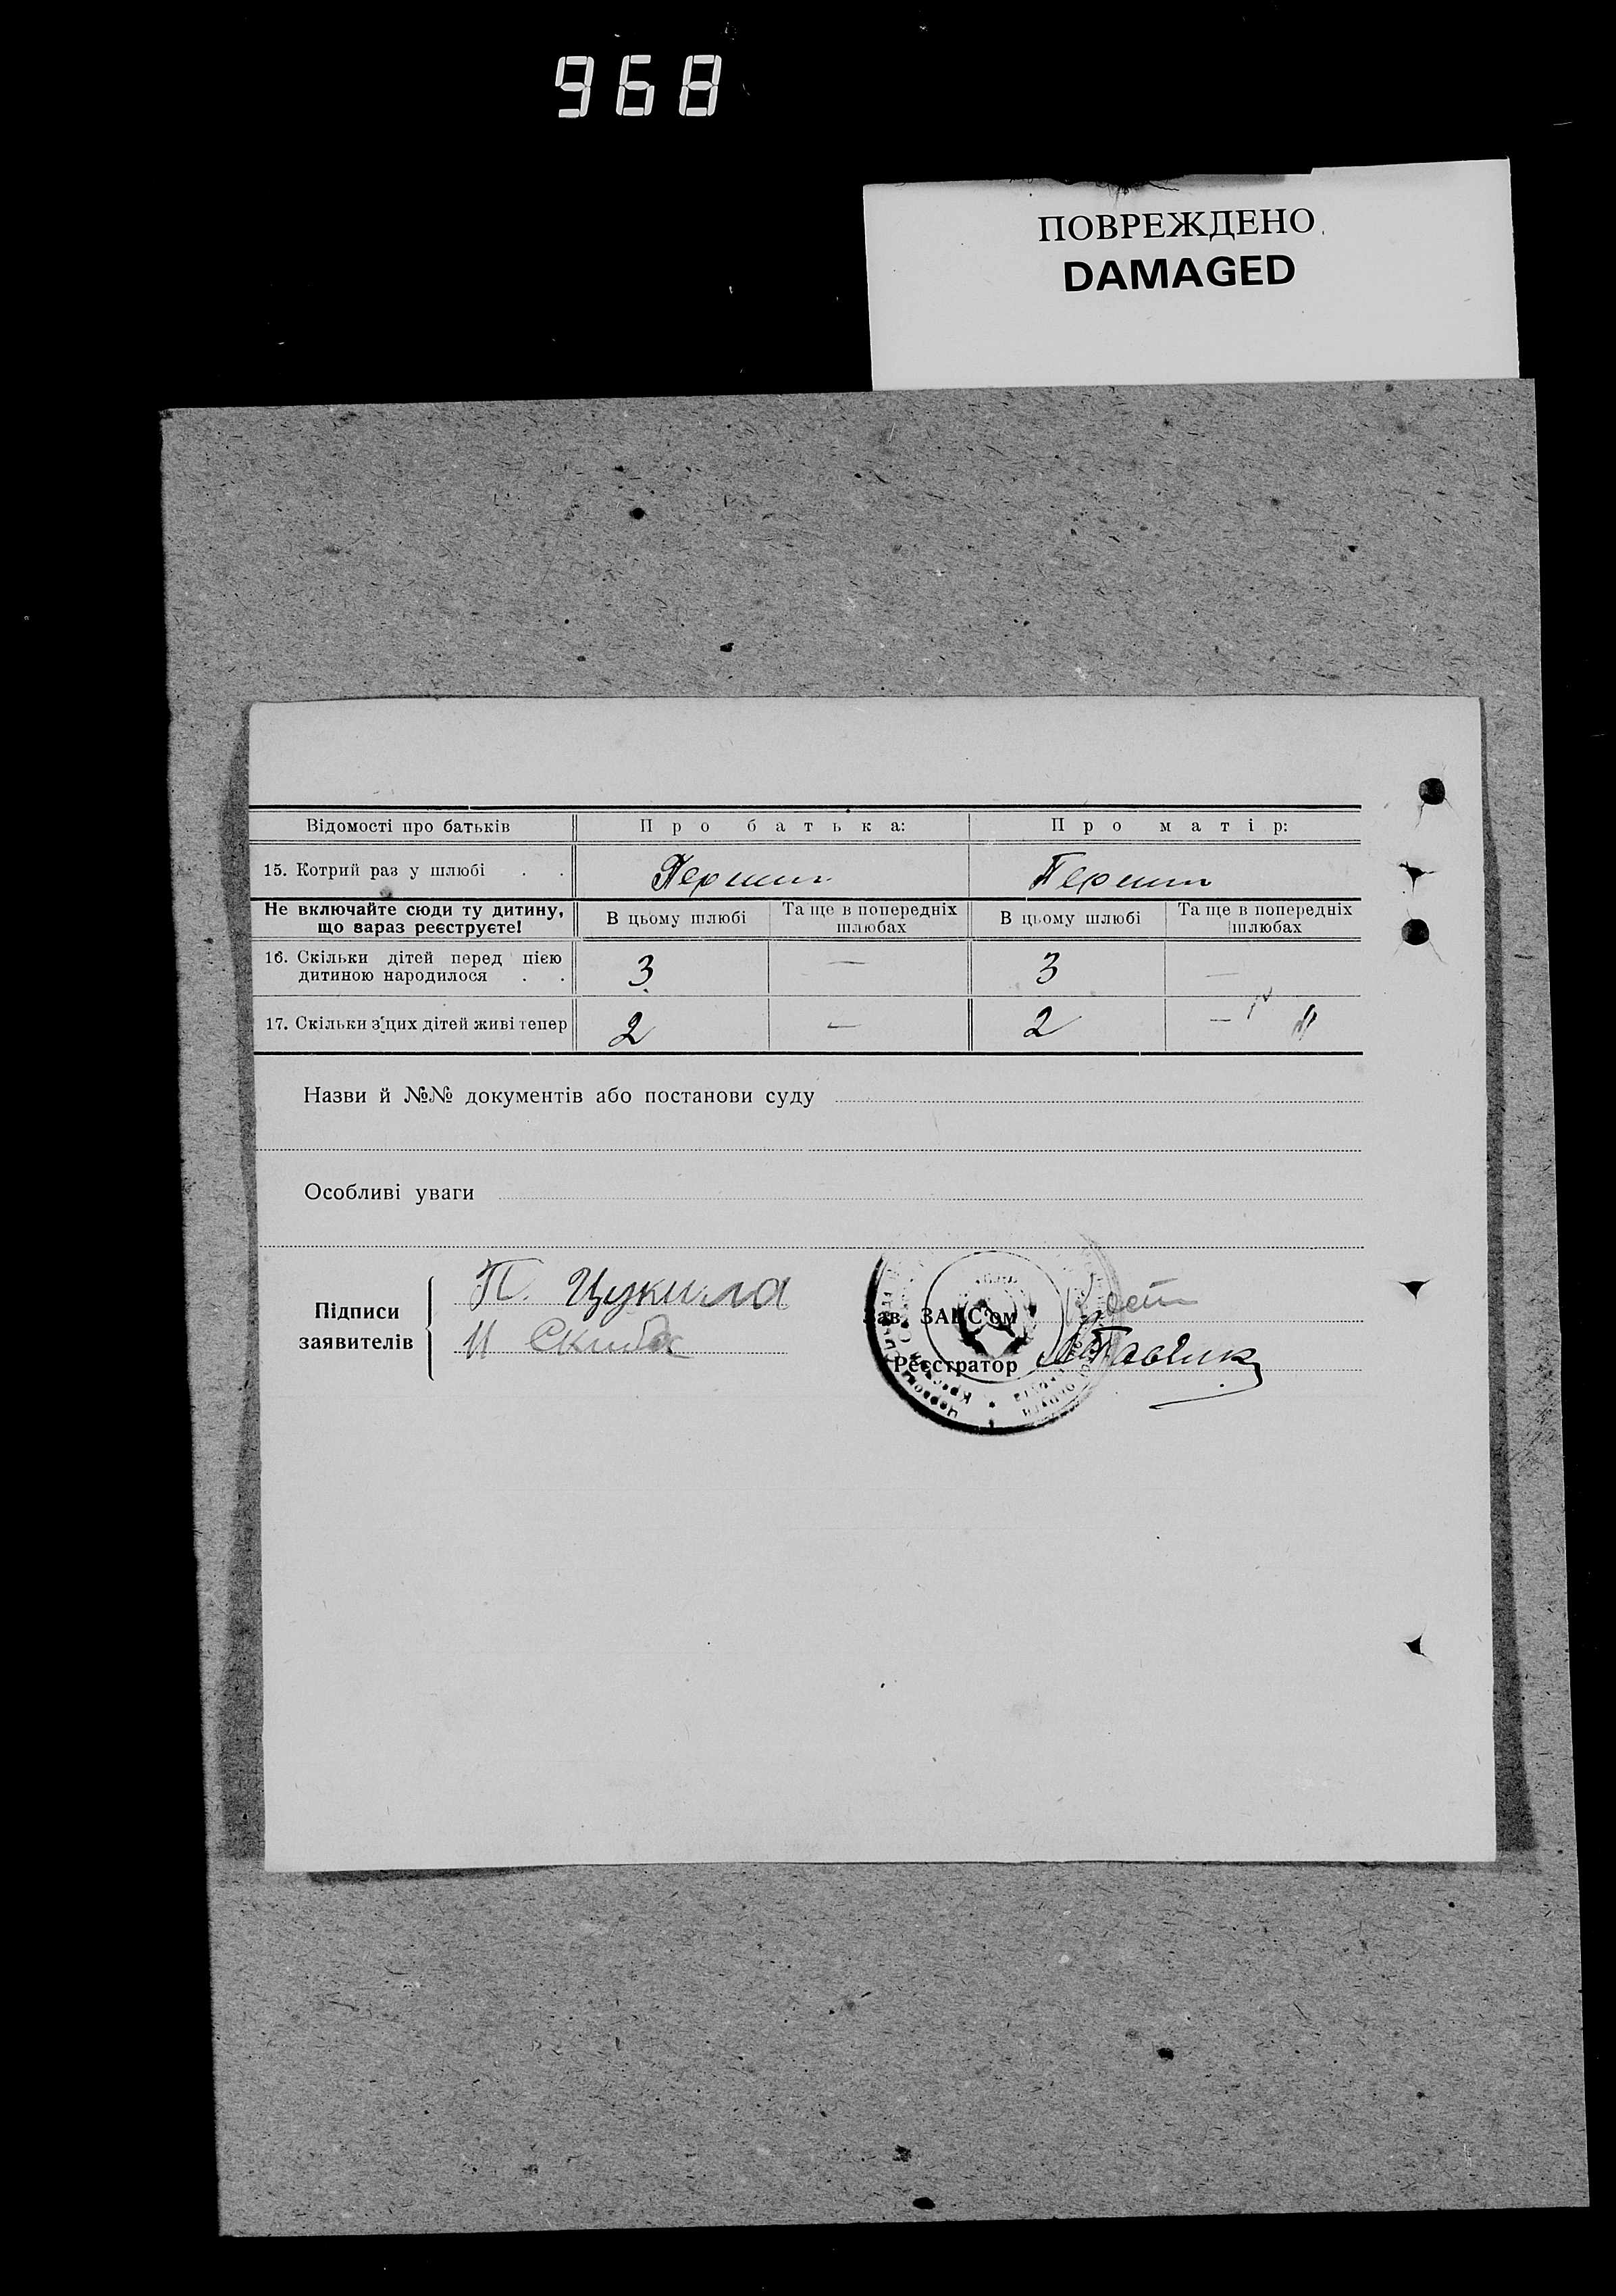 968
ПОВРЕЖДЕНО
DAMAGED
Відомості про батьків Про батька: Про матір:
15. Котрий раз у шлюбі . . Перший Перший
Не включайте сюди ту дитину, що вараз реєструєте! В цьому шлюбі Та ще в попередніх шлюбах В цьому шлюбі Та ще в попередніх шлюбах
16. Скільки дітей перед цією дитиною народилося . . 3 — 3 —
17. Скільки з цих дітей живі тепер 2 — 2 —
Назви й №№ документів або постанови суду
Особливі уваги
Підписи заявителів
П. Цукила
И Скиба
Зав. ЗАГС'ом
Реєстратор